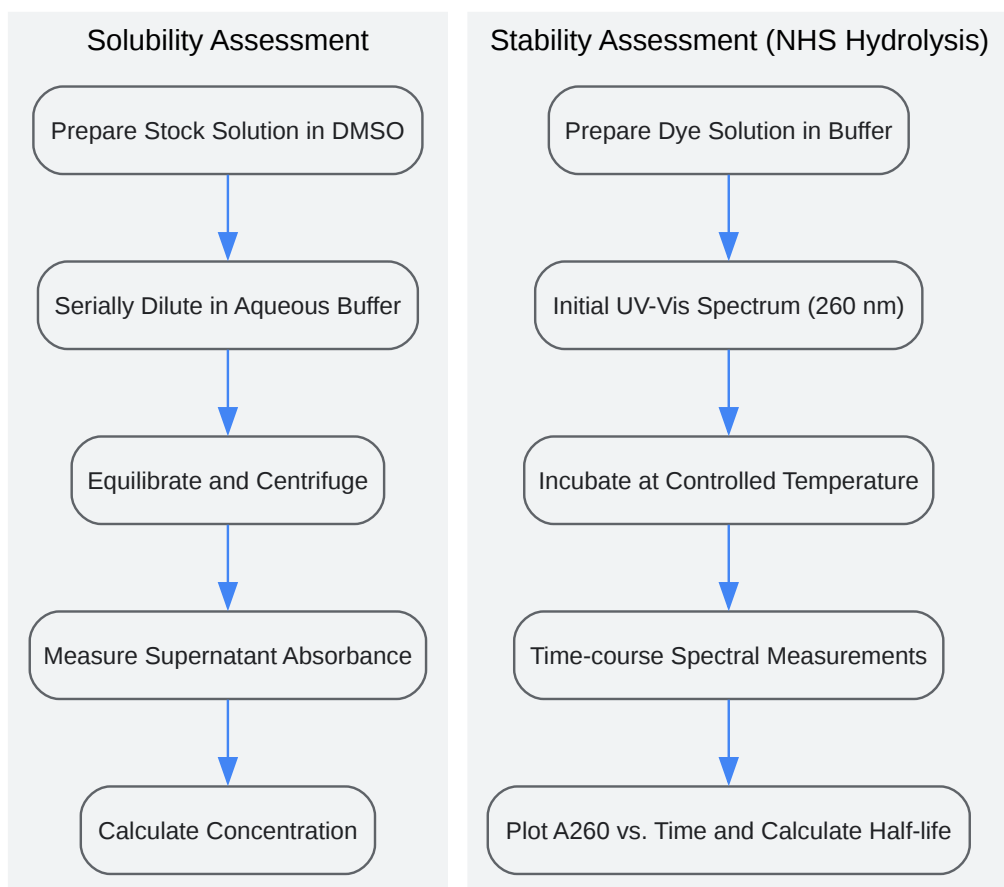 Solubility Assessment
Prepare Stock Solution in DMSO
Serially Dilute in Aqueous Buffer
Equilibrate and Centrifuge
Measure Supernatant Absorbance
Calculate Concentration
Stability Assessment (NHS Hydrolysis)
Prepare Dye Solution in Buffer
Initial UV-Vis Spectrum (260 nm)
Incubate at Controlled Temperature
Time-course Spectral Measurements
Plot A260 vs. Time and Calculate Half-life